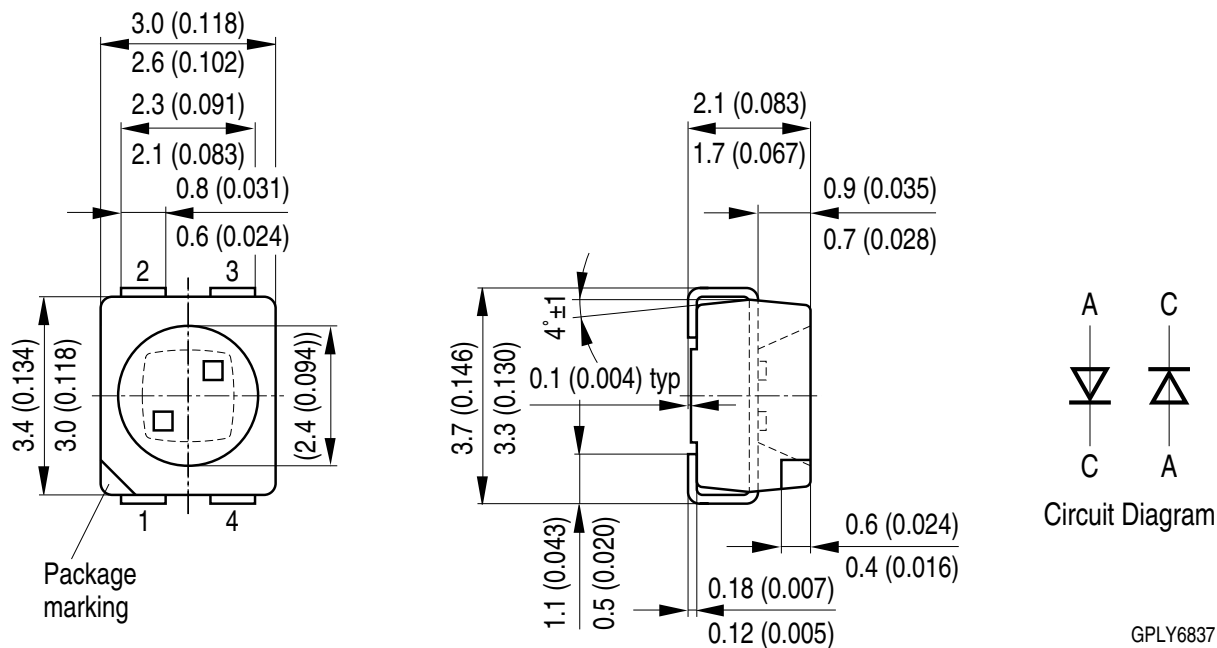 3.0 (0.118)
2.6 (0.102)
2.3 (0.091)
2.1 (0.083)
0.8 (0.031)
0.6 (0.024)
2
3
3.4 (0.134)
3.0 (0.118)
(2.4 (0.094))
1
4
Package
marking
2.1 (0.083)
1.7 (0.067)
0.9 (0.035)
0.7 (0.028)
4˚±1
0.1 (0.004) typ
3.7 (0.146)
3.3 (0.130)
1.1 (0.043)
0.5 (0.020)
0.6 (0.024)
0.4 (0.016)
0.18 (0.007)
0.12 (0.005)
A
C
C
A
Circuit Diagram
GPLY6837